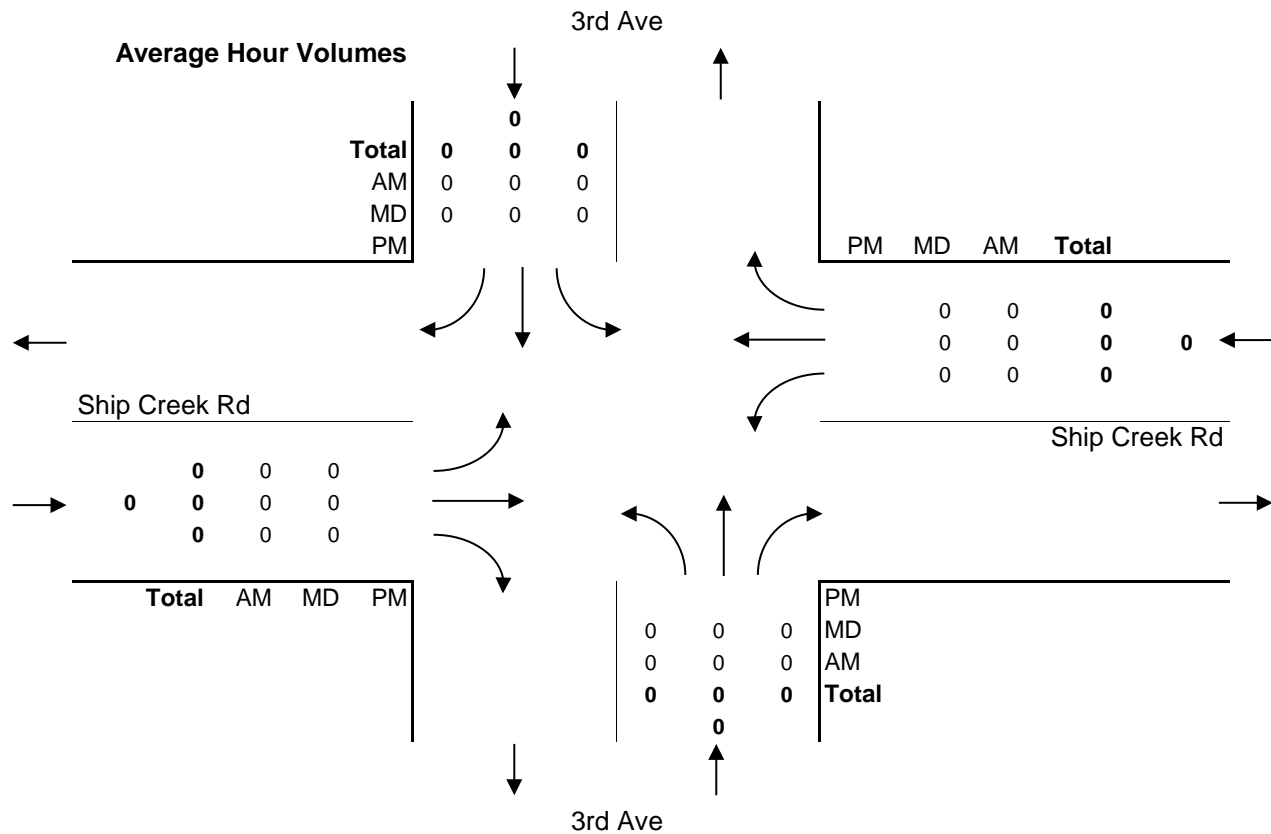 3rd Ave
Average Hour Volumes
0
Total 0 0 0
AM 0 0 0
MD 0 0 0
PM
PM MD AM Total
0 0 0
0 0 0 0
0 0 0
Ship Creek Rd
Ship Creek Rd
0 0 0
0 0 0 0
0 0 0
Total AM MD PM
PM
0 0 0 MD
0 0 0 AM
0 0 0 Total
0
3rd Ave